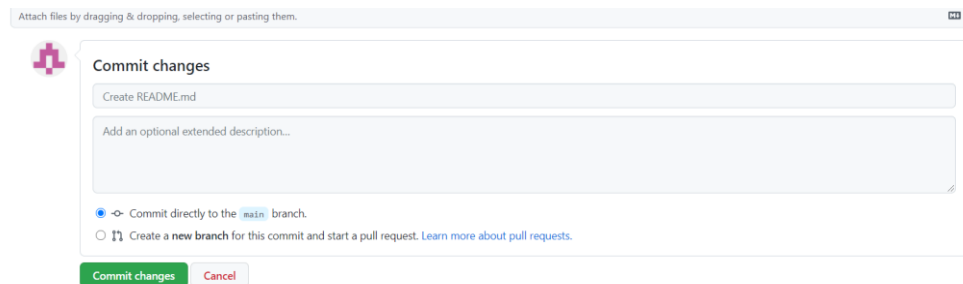 Attach files by dragging & dropping, selecting or pasting them.
Commit changes
Create README.md
Add an optional extended description...
Commit directly to the main branch.
Create a new branch for this commit and start a pull request. Learn more about pull requests.
Commit changes Cancel